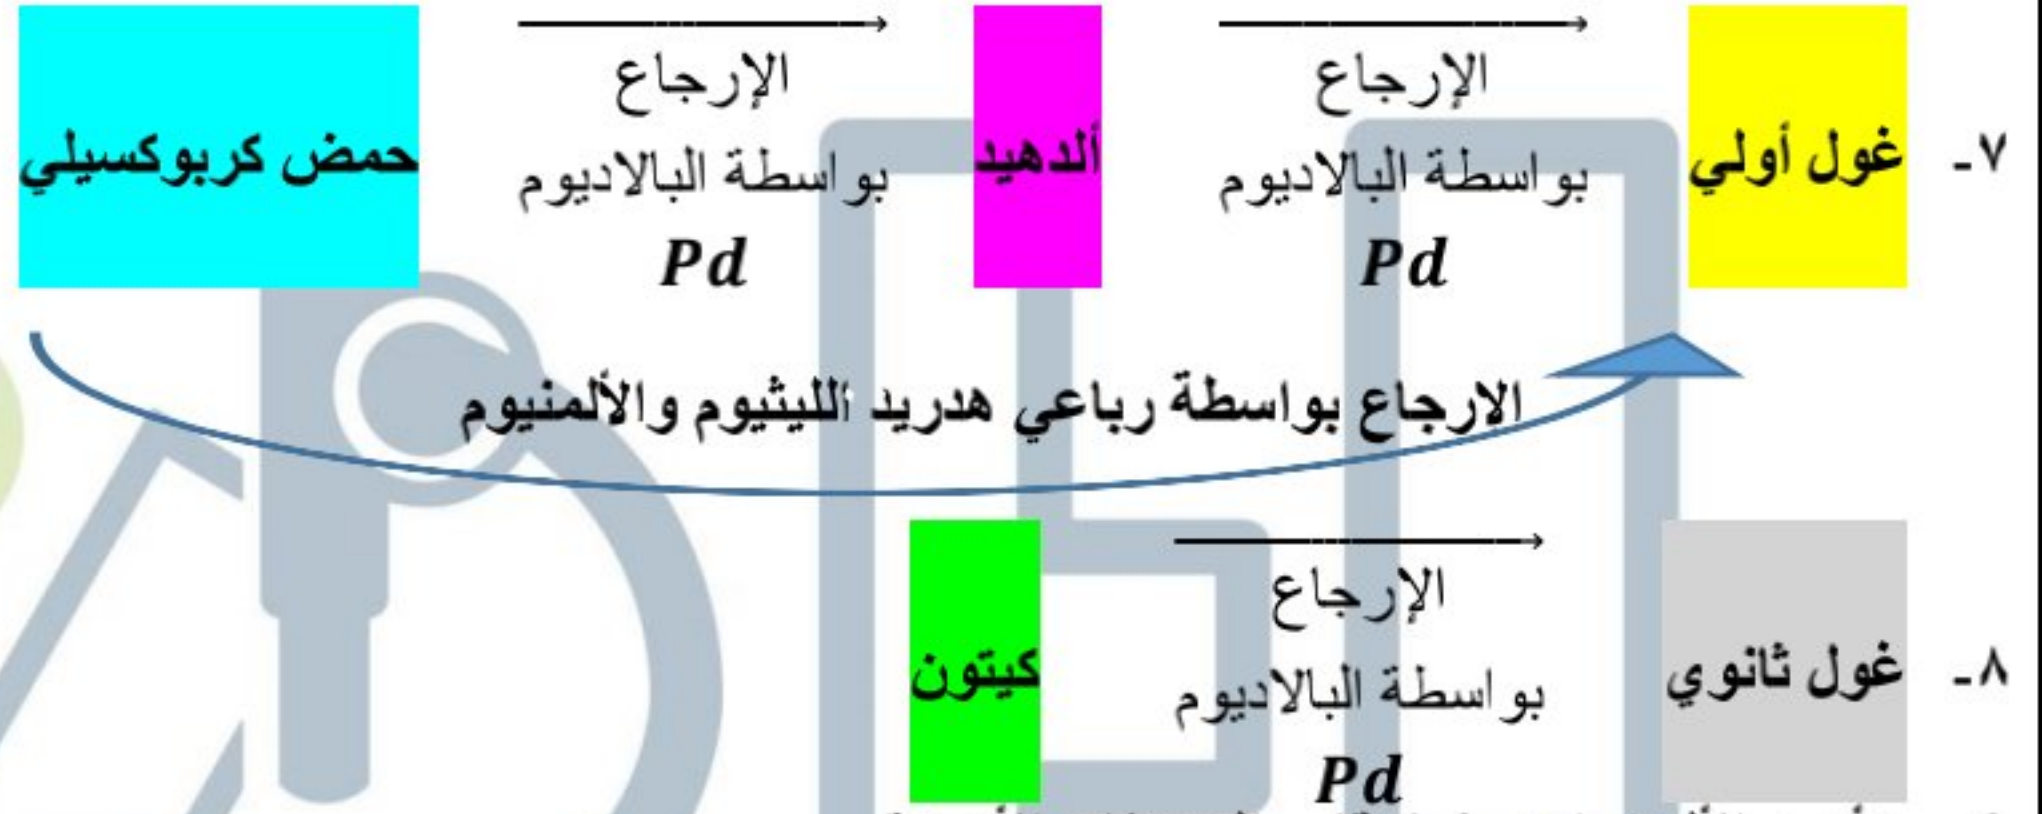 ٧- غول أولي
الإرجاع
بواسطة البالاديوم
Pd
ألدهيد
الإرجاع
بواسطة البالاديوم
Pd
حمض كربوكسيلي
الارجاع بواسطة رباعي هدريد الليثيوم والألمنيوم
٨- غول ثانوي
الإرجاع
بواسطة البالاديوم
Pd
كيتون